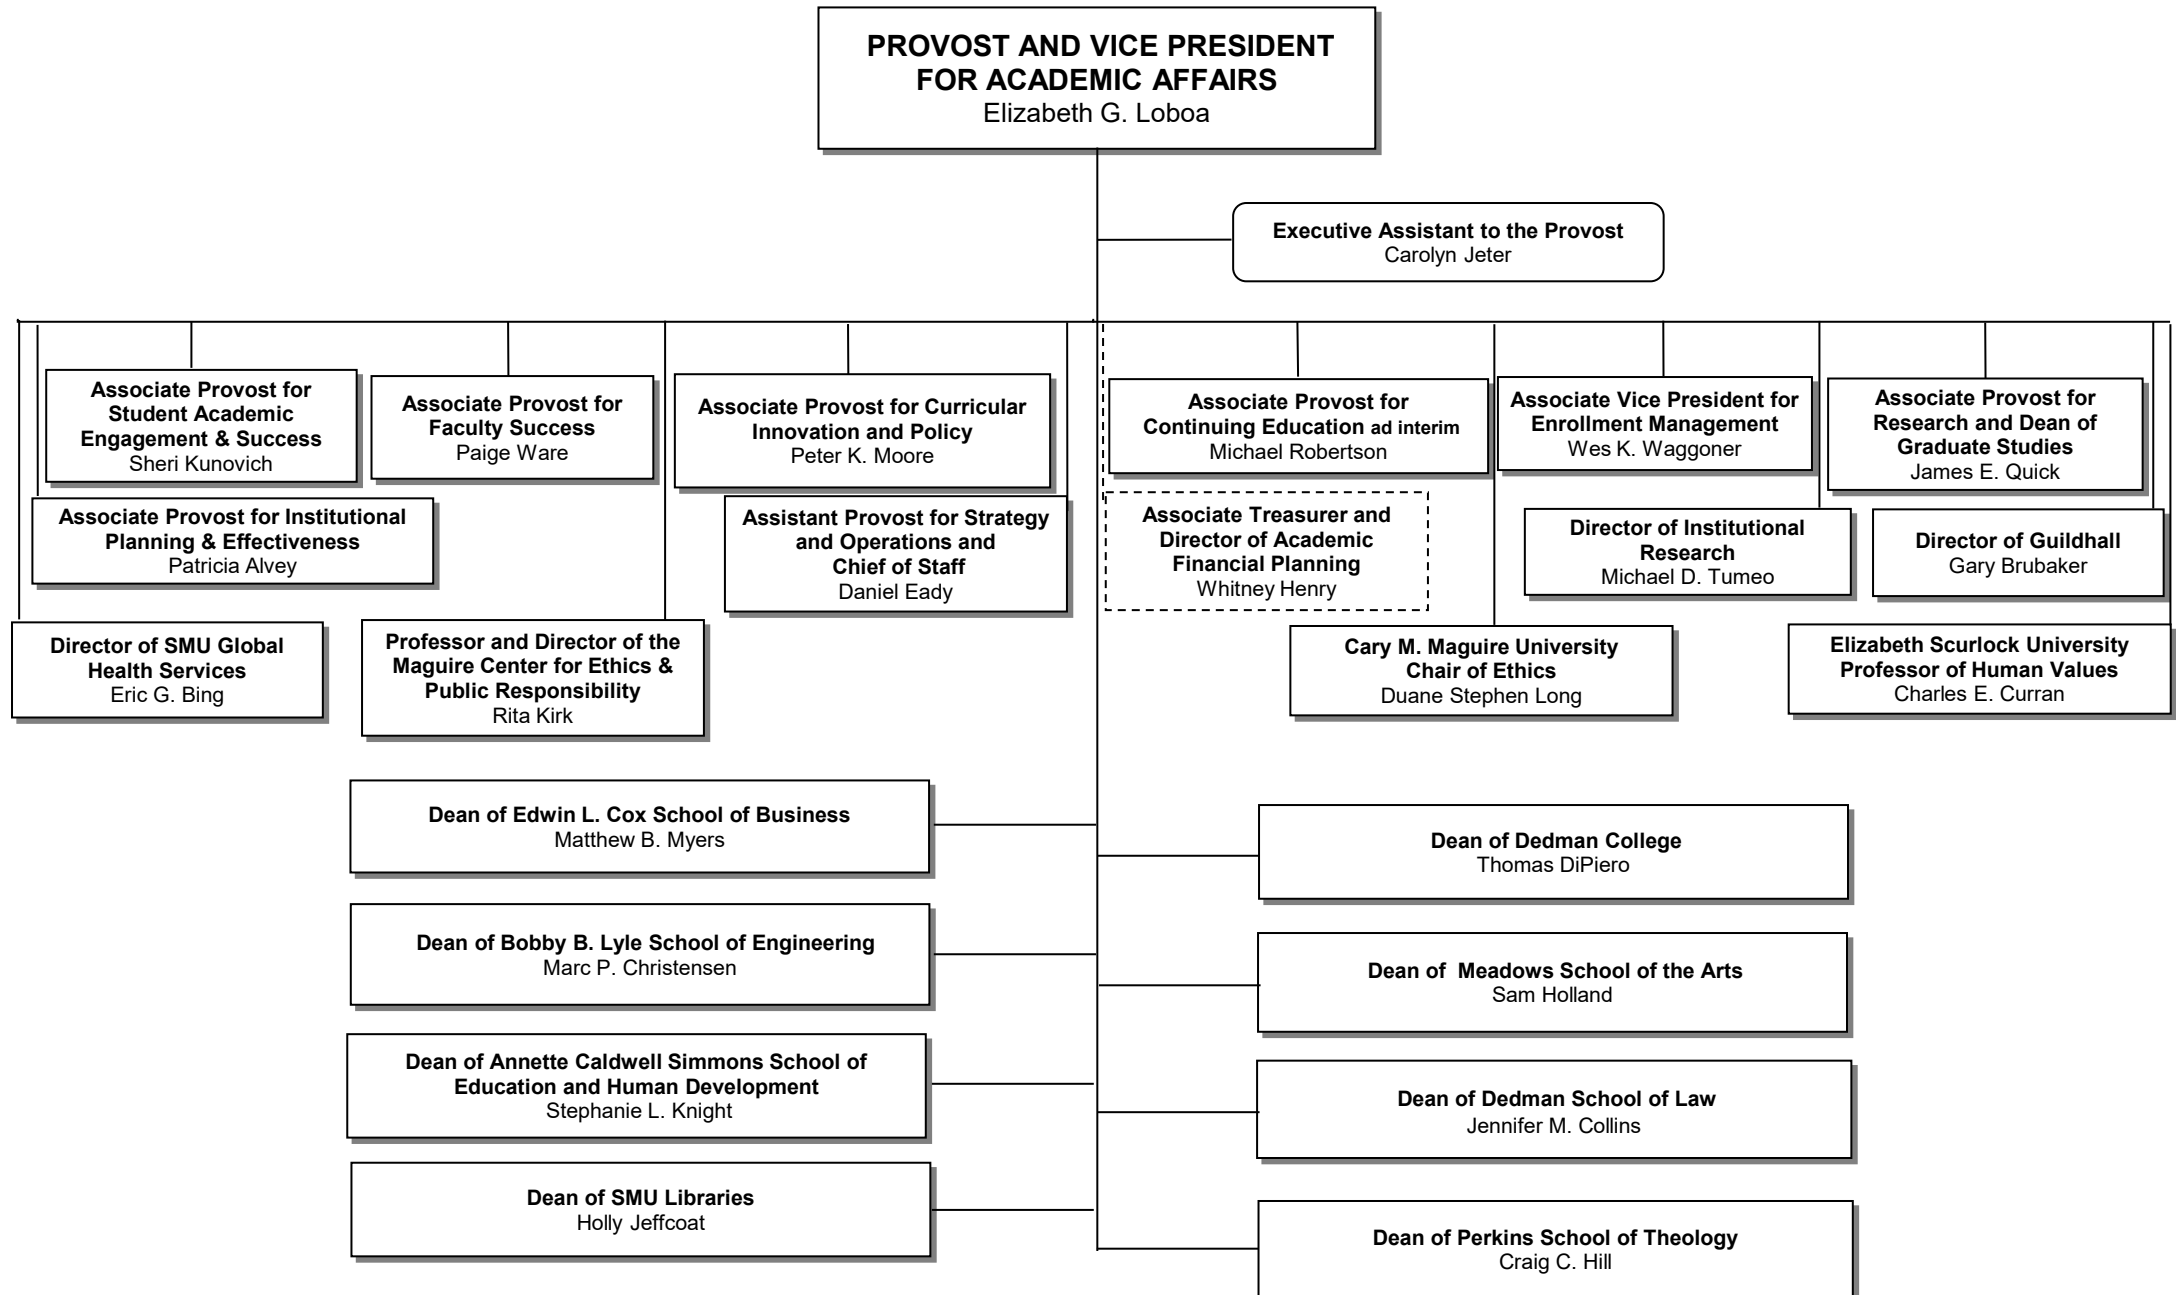 PROVOST AND VICE PRESIDENT
FOR ACADEMIC AFFAIRS
Elizabeth G. Loboa
Executive Assistant to the Provost
Carolyn Jeter
Associate Provost for
Student Academic
Engagement & Success
Sheri Kunovich
Associate Provost for
Faculty Success
Paige Ware
Associate Provost for Curricular
Innovation and Policy
Peter K. Moore
Associate Provost for
Continuing Education ad interim
Michael Robertson
Associate Vice President for
Enrollment Management
Wes K. Waggoner
Associate Provost for
Research and Dean of
Graduate Studies
James E. Quick
Associate Provost for Institutional
Planning & Effectiveness
Patricia Alvey
Assistant Provost for Strategy
and Operations and
Chief of Staff
Daniel Eady
Associate Treasurer and
Director of Academic
Financial Planning
Whitney Henry
Director of Institutional
Research
Michael D. Tumeo
Director of Guildhall
Gary Brubaker
Director of SMU Global
Health Services
Eric G. Bing
Professor and Director of the
Maguire Center for Ethics &
Public Responsibility
Rita Kirk
Cary M. Maguire University
Chair of Ethics
Duane Stephen Long
Elizabeth Scurlock University
Professor of Human Values
Charles E. Curran
Dean of Edwin L. Cox School of Business
Matthew B. Myers
Dean of Dedman College
Thomas DiPiero
Dean of Bobby B. Lyle School of Engineering
Marc P. Christensen
Dean of  Meadows School of the Arts
Sam Holland
Dean of Annette Caldwell Simmons School of
Education and Human Development
Stephanie L. Knight
Dean of Dedman School of Law
Jennifer M. Collins
Dean of SMU Libraries
Holly Jeffcoat
Dean of Perkins School of Theology
Craig C. Hill